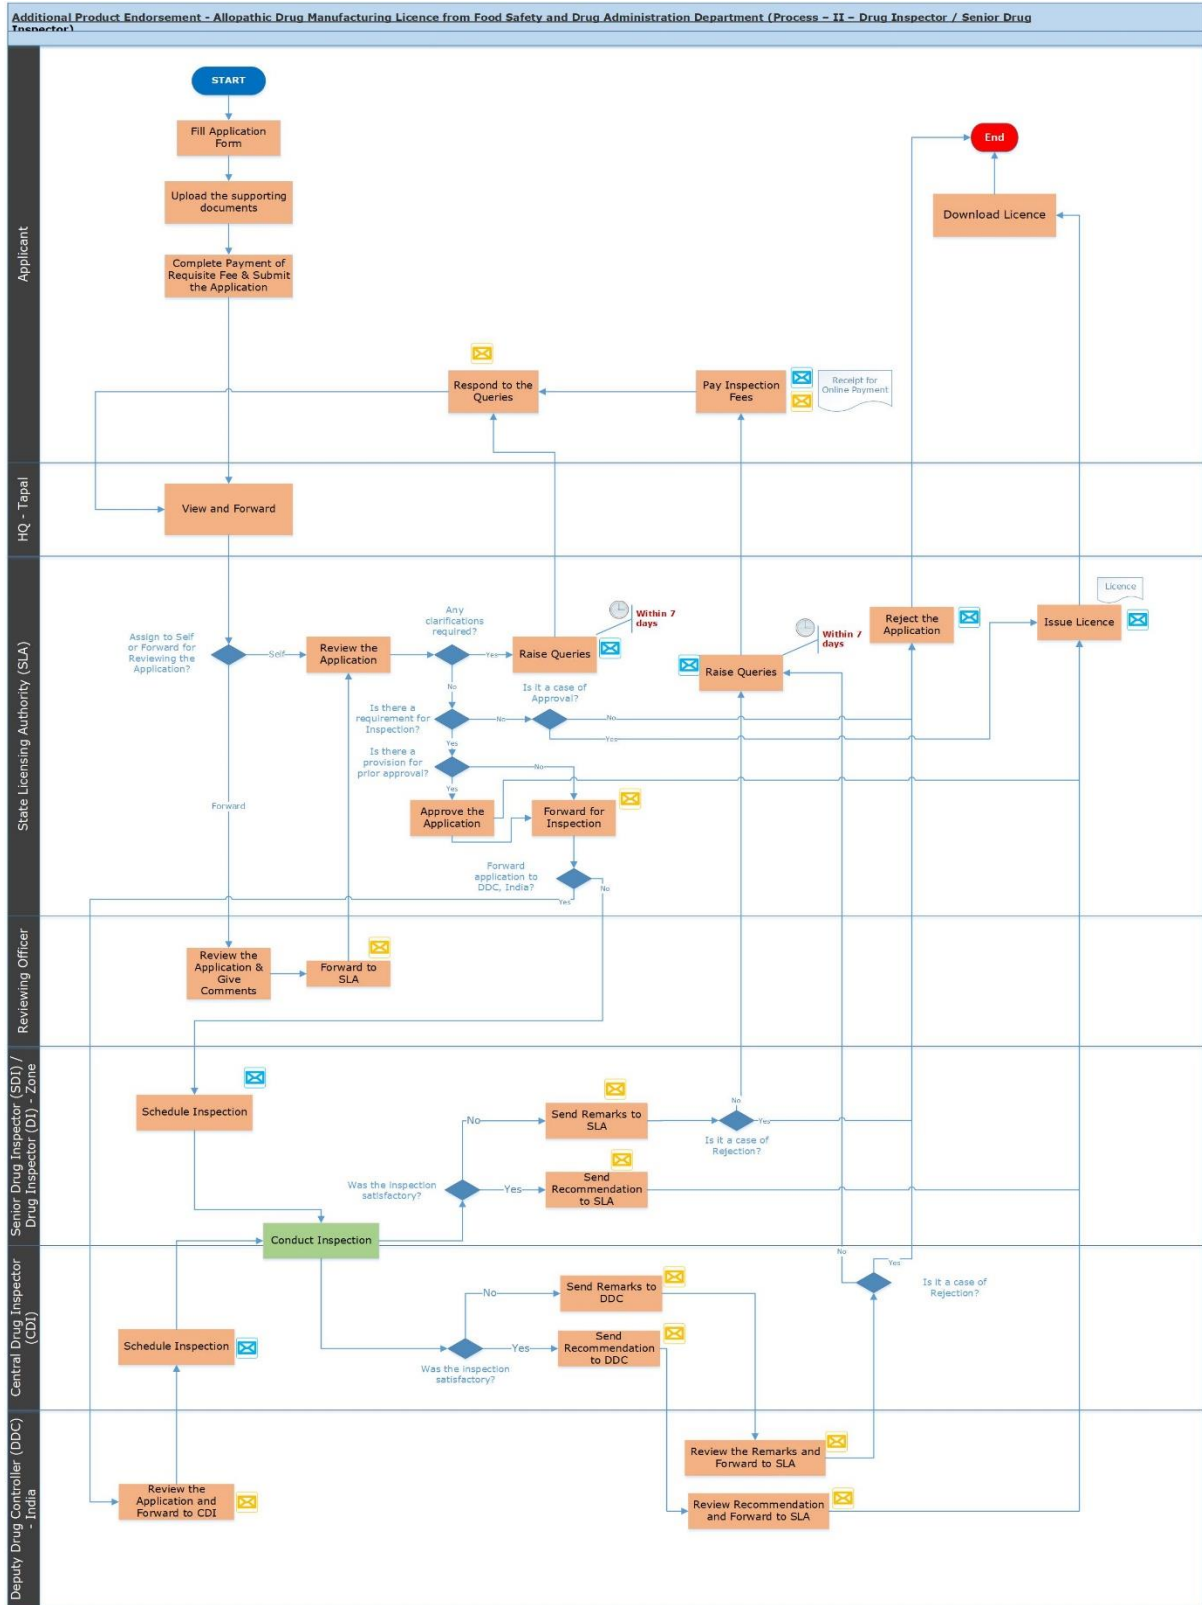 Additional Product Endorsement - Allopathic Drug Manufacturing Licence from Food Safety and Drug Administration Department (Process – II – Drug Inspector / Senior Drug
Inspector)
Applicant
START
Fill Application
Form
End
Upload the supporting
documents
Download Licence
Complete Payment of
Requisite Fee & Submit
the Application
Respond to the
Queries
Pay Inspection
Fees
Receipt for
Online Payment
HQ - Tapal
View and Forward
State Licensing Authority (SLA)
Assign to Self
or Forward for
Reviewing the
Application?
Self
Forward
Review the
Application
Any
clarifications
required?
Yes
No
Raise Queries
Within 7
days
Raise Queries
Within 7
days
Reject the
Application
Licence
Issue Licence
Is there a
requirement for
Inspection?
No
Yes
Is it a case of
Approval?
No
Yes
Is there a
provision for
prior approval?
No
Yes
Approve the
Application
Forward for
Inspection
Forward
application to
DDC, India?
Yes
No
Reviewing Officer
Review the
Application &
Give
Comments
Forward to
SLA
Senior Drug Inspector (SDI) /
Drug Inspector (DI) - Zone
Schedule Inspection
Conduct Inspection
Was the inspection
satisfactory?
No
Yes
Send Remarks to
SLA
Send
Recommendation
to SLA
No
Yes
Is it a case of
Rejection?
Central Drug Inspector
(CDI)
Schedule Inspection
Was the inspection
satisfactory?
No
Yes
Send Remarks to
DDC
Send
Recommendation
to DDC
No
Yes
Is it a case of
Rejection?
Deputy Drug Controller (DDC)
- India
Review the
Application and
Forward to CDI
Review the Remarks and
Forward to SLA
Review Recommendation
and Forward to SLA